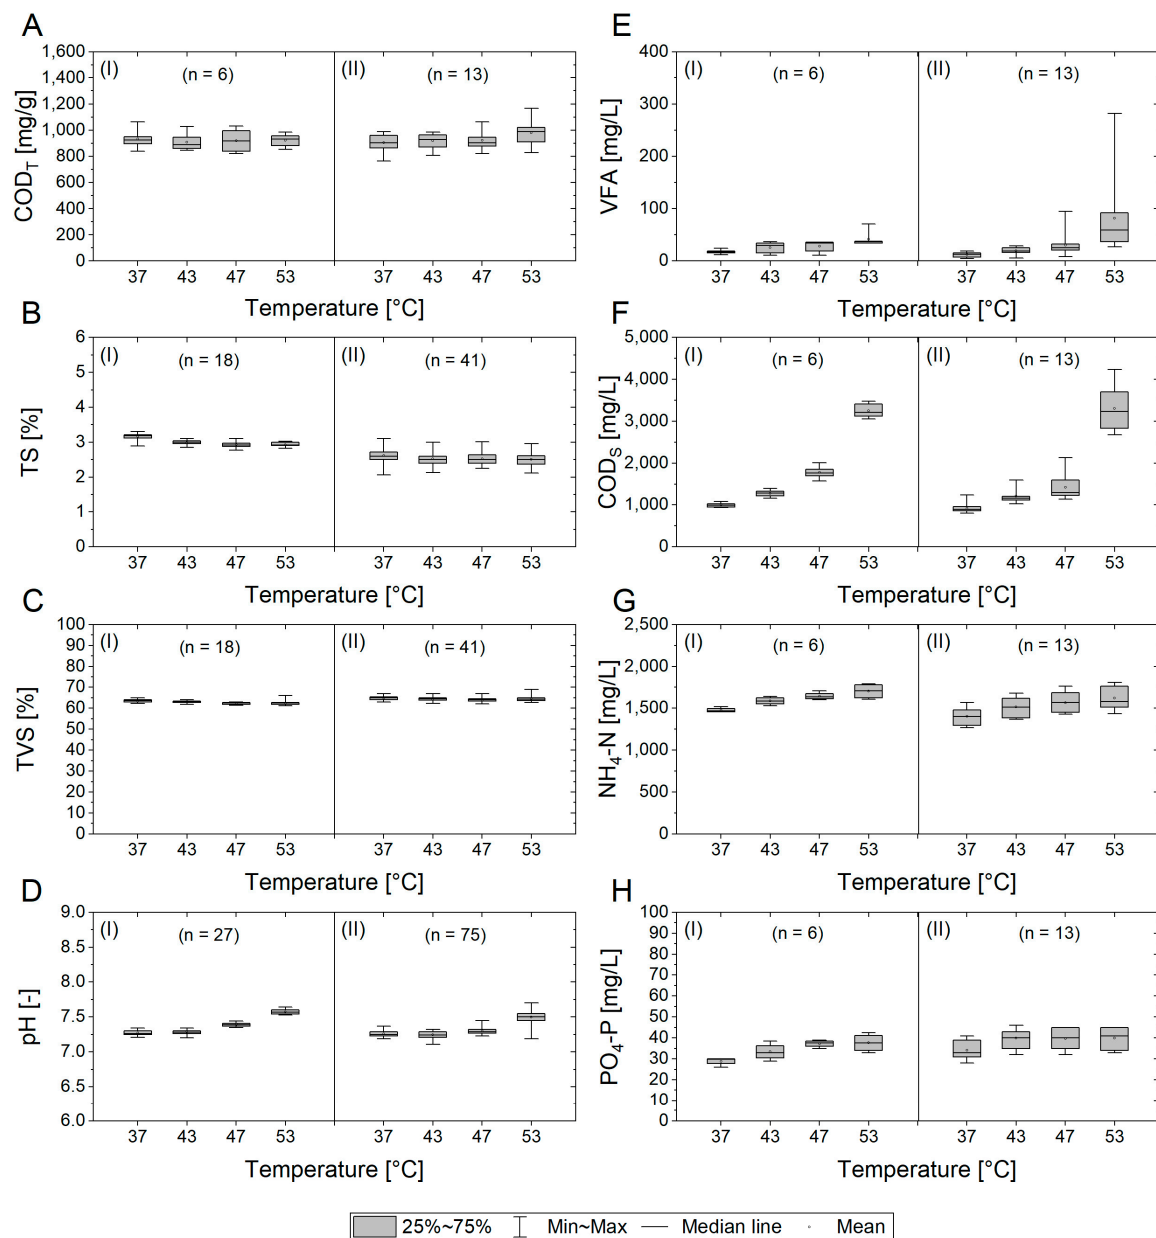 A
1,600
1,400
1,200
1,000
800
600
400
200
0
COD_T [mg/g]
(I)
(n = 6)
(II)
(n = 13)
37 43 47 53 37 43 47 53
Temperature [°C]
B
6
5
4
3
2
1
0
TS [%]
(I)
(n = 18)
(II)
(n = 41)
37 43 47 53 37 43 47 53
Temperature [°C]
C
100
90
80
70
60
50
40
30
20
10
0
TVS [%]
(I)
(n = 18)
(II)
(n = 41)
37 43 47 53 37 43 47 53
Temperature [°C]
D
9.0
8.5
8.0
7.5
7.0
6.5
6.0
pH [-]
(I)
(n = 27)
(II)
(n = 75)
37 43 47 53 37 43 47 53
Temperature [°C]
E
400
300
200
100
0
VFA [mg/L]
(I)
(n = 6)
(II)
(n = 13)
37 43 47 53 37 43 47 53
Temperature [°C]
F
5,000
4,000
3,000
2,000
1,000
0
COD_S [mg/L]
(I)
(n = 6)
(II)
(n = 13)
37 43 47 53 37 43 47 53
Temperature [°C]
G
2,500
2,000
1,500
1,000
500
0
NH₄-N [mg/L]
(I)
(n = 6)
(II)
(n = 13)
37 43 47 53 37 43 47 53
Temperature [°C]
H
100
90
80
70
60
50
40
30
20
10
0
PO₄-P [mg/L]
(I)
(n = 6)
(II)
(n = 13)
37 43 47 53 37 43 47 53
Temperature [°C]
25%~75% Min~Max Median line Mean